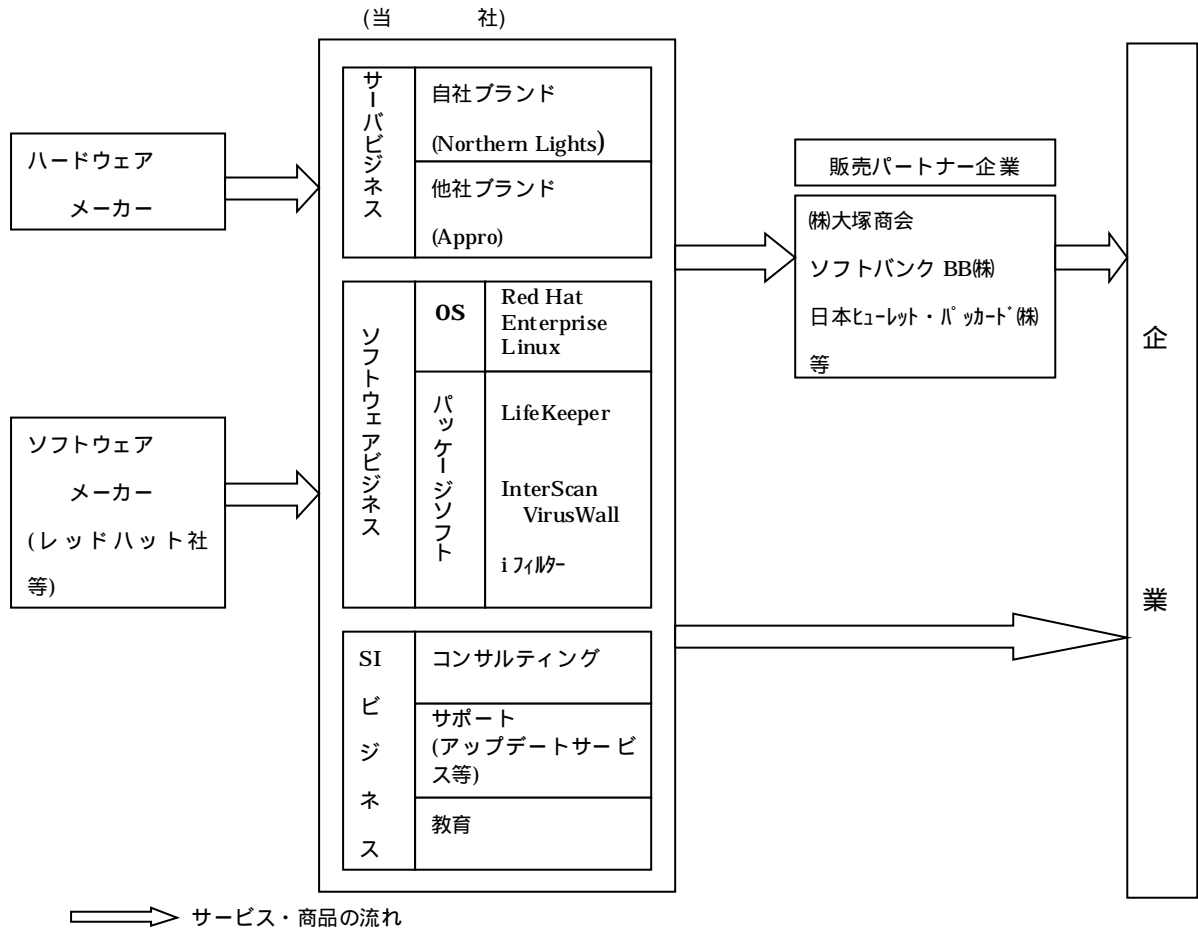 (当 社)
サーバビジネス
自社ブランド
(Northern Lights)
他社ブランド
(Appro)
ハードウェア
メーカー
販売パートナー企業
㈱大塚商会
ソフトバンク BB㈱
日本ﾋｭｰﾚｯﾄ・ﾊﾟｯｶｰﾄﾞ㈱
等
企業
ソフトウェアビジネス
OS
Red Hat
Enterprise
Linux
パッケージソフト
LifeKeeper
InterScan
VirusWall
i ﾌｨﾙﾀｰ
ソフトウェア
メーカー
(レッドハット社
等)
SIビジネス
コンサルティング
サポート
(アップデートサービ
ス等)
教育
サービス・商品の流れ